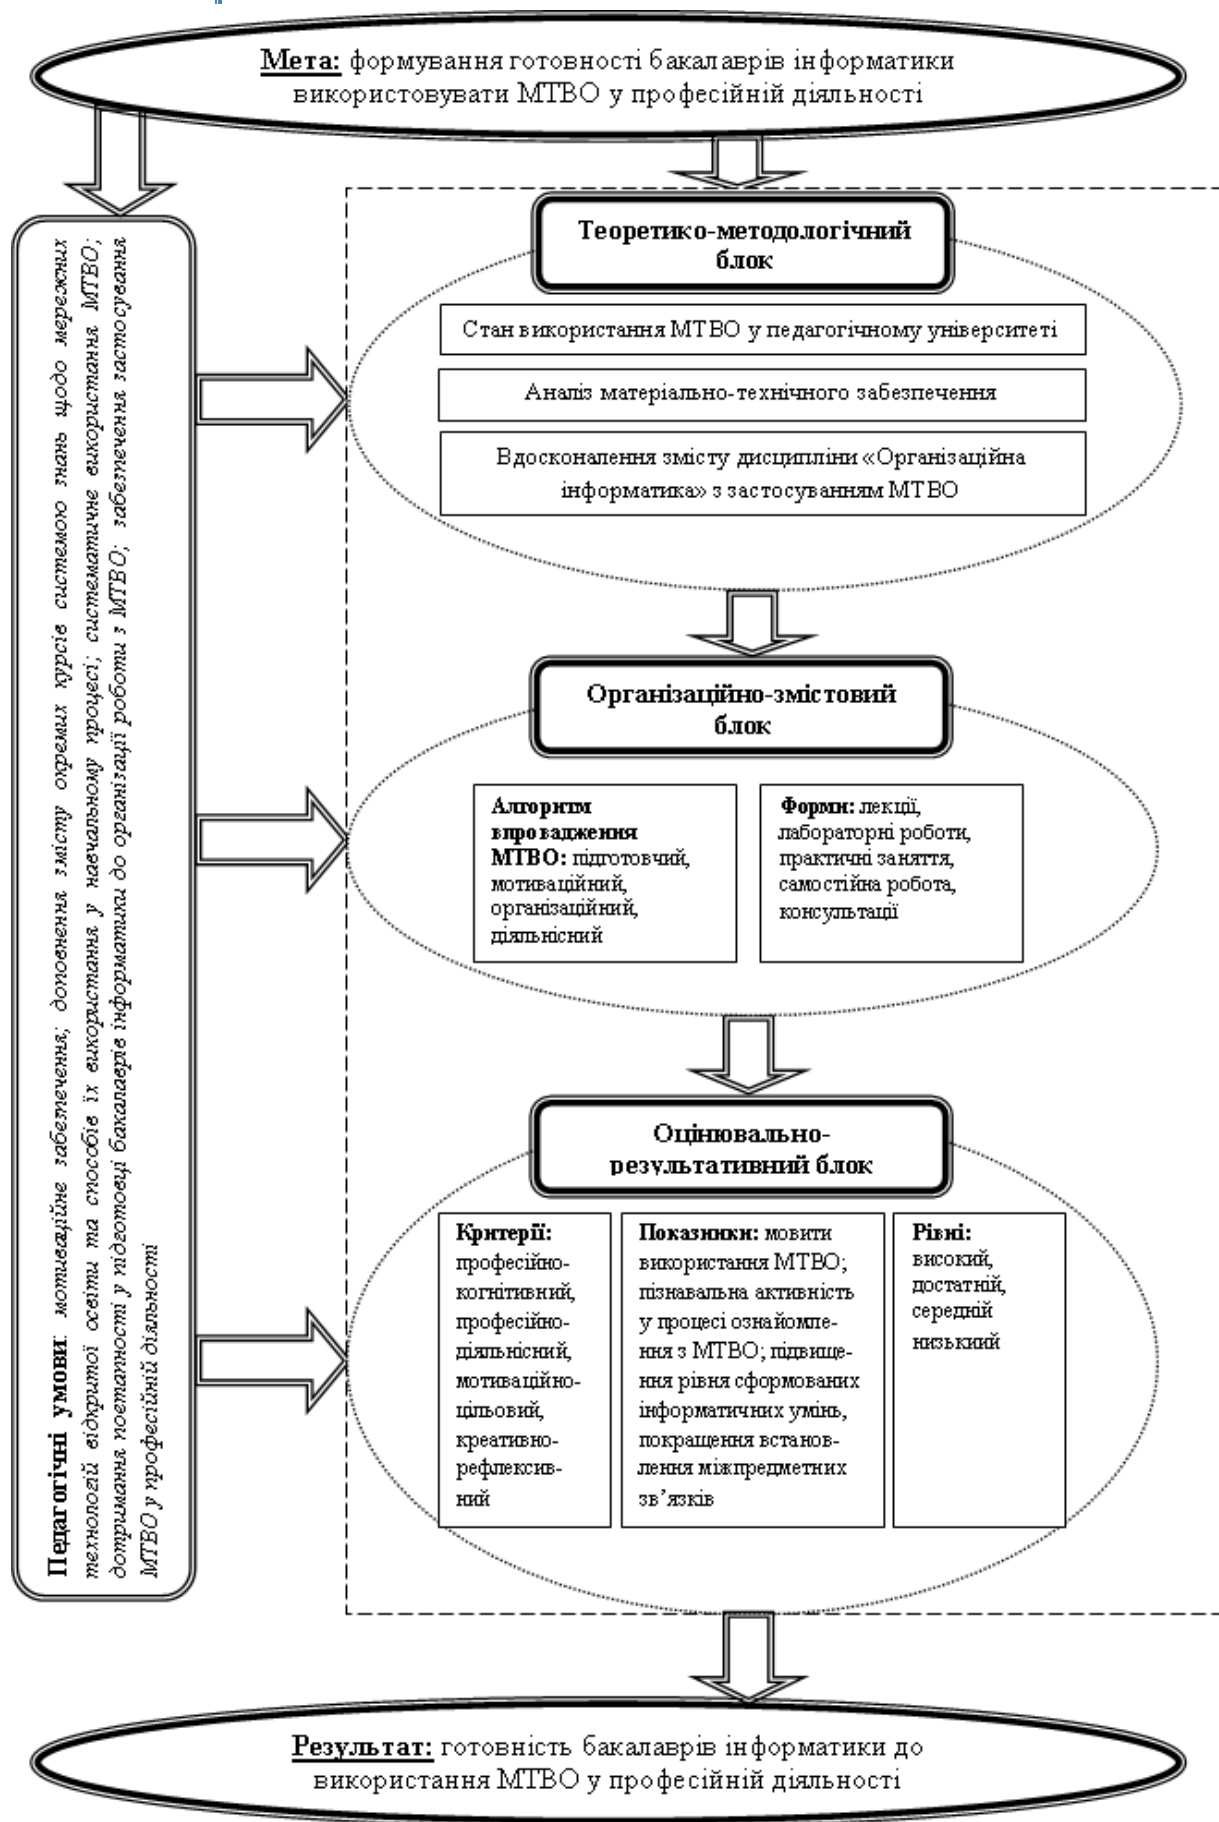 Мета: формування готовності бакалаврів інформатики
використовувати МТВО у професійній діяльності
Педагогічні умови: мотиваційне забезпечення; доповнення змісту окремих курсів системою знань щодо мережних
технологій відкритої освіти та способів їх використання у навчальному процесі; систематичне використання МТВО;
дотримання поетапності у підготовці бакалаврів інформатики до організації роботи з МТВО; забезпечення застосування
МТВО у професійній діяльності
Теоретико-методологічний
блок
Стан використання МТВО у педагогічному університеті
Аналіз матеріально-технічного забезпечення
Вдосконалення змісту дисципліни «Організаційна
інформатика» з застосуванням МТВО
Організаційно-змістовий
блок
Алгоритм
впровадження
МТВО: підготовчий,
мотиваційний,
організаційний,
діяльнісний
Форми: лекції,
лабораторні роботи,
практичні заняття,
самостійна робота,
консультації
Оцінювально-
результативний блок
Критерії:
професійно-
когнітивний,
професійно-
діяльнісний,
мотиваційно-
цільовий,
креативно-
рефлексив-
ний
Показники: мовити
використання МТВО;
пізнавальна активність
у процесі ознайомле-
ння з МТВО; підвище-
ння рівня сформованих
інформатичних умінь,
покращення встанов-
лення міжпредметних
зв’язків
Рівні:
високий,
достатній,
середній
низькиий
Результат: готовність бакалаврів інформатики до
використання МТВО у професійній діяльності